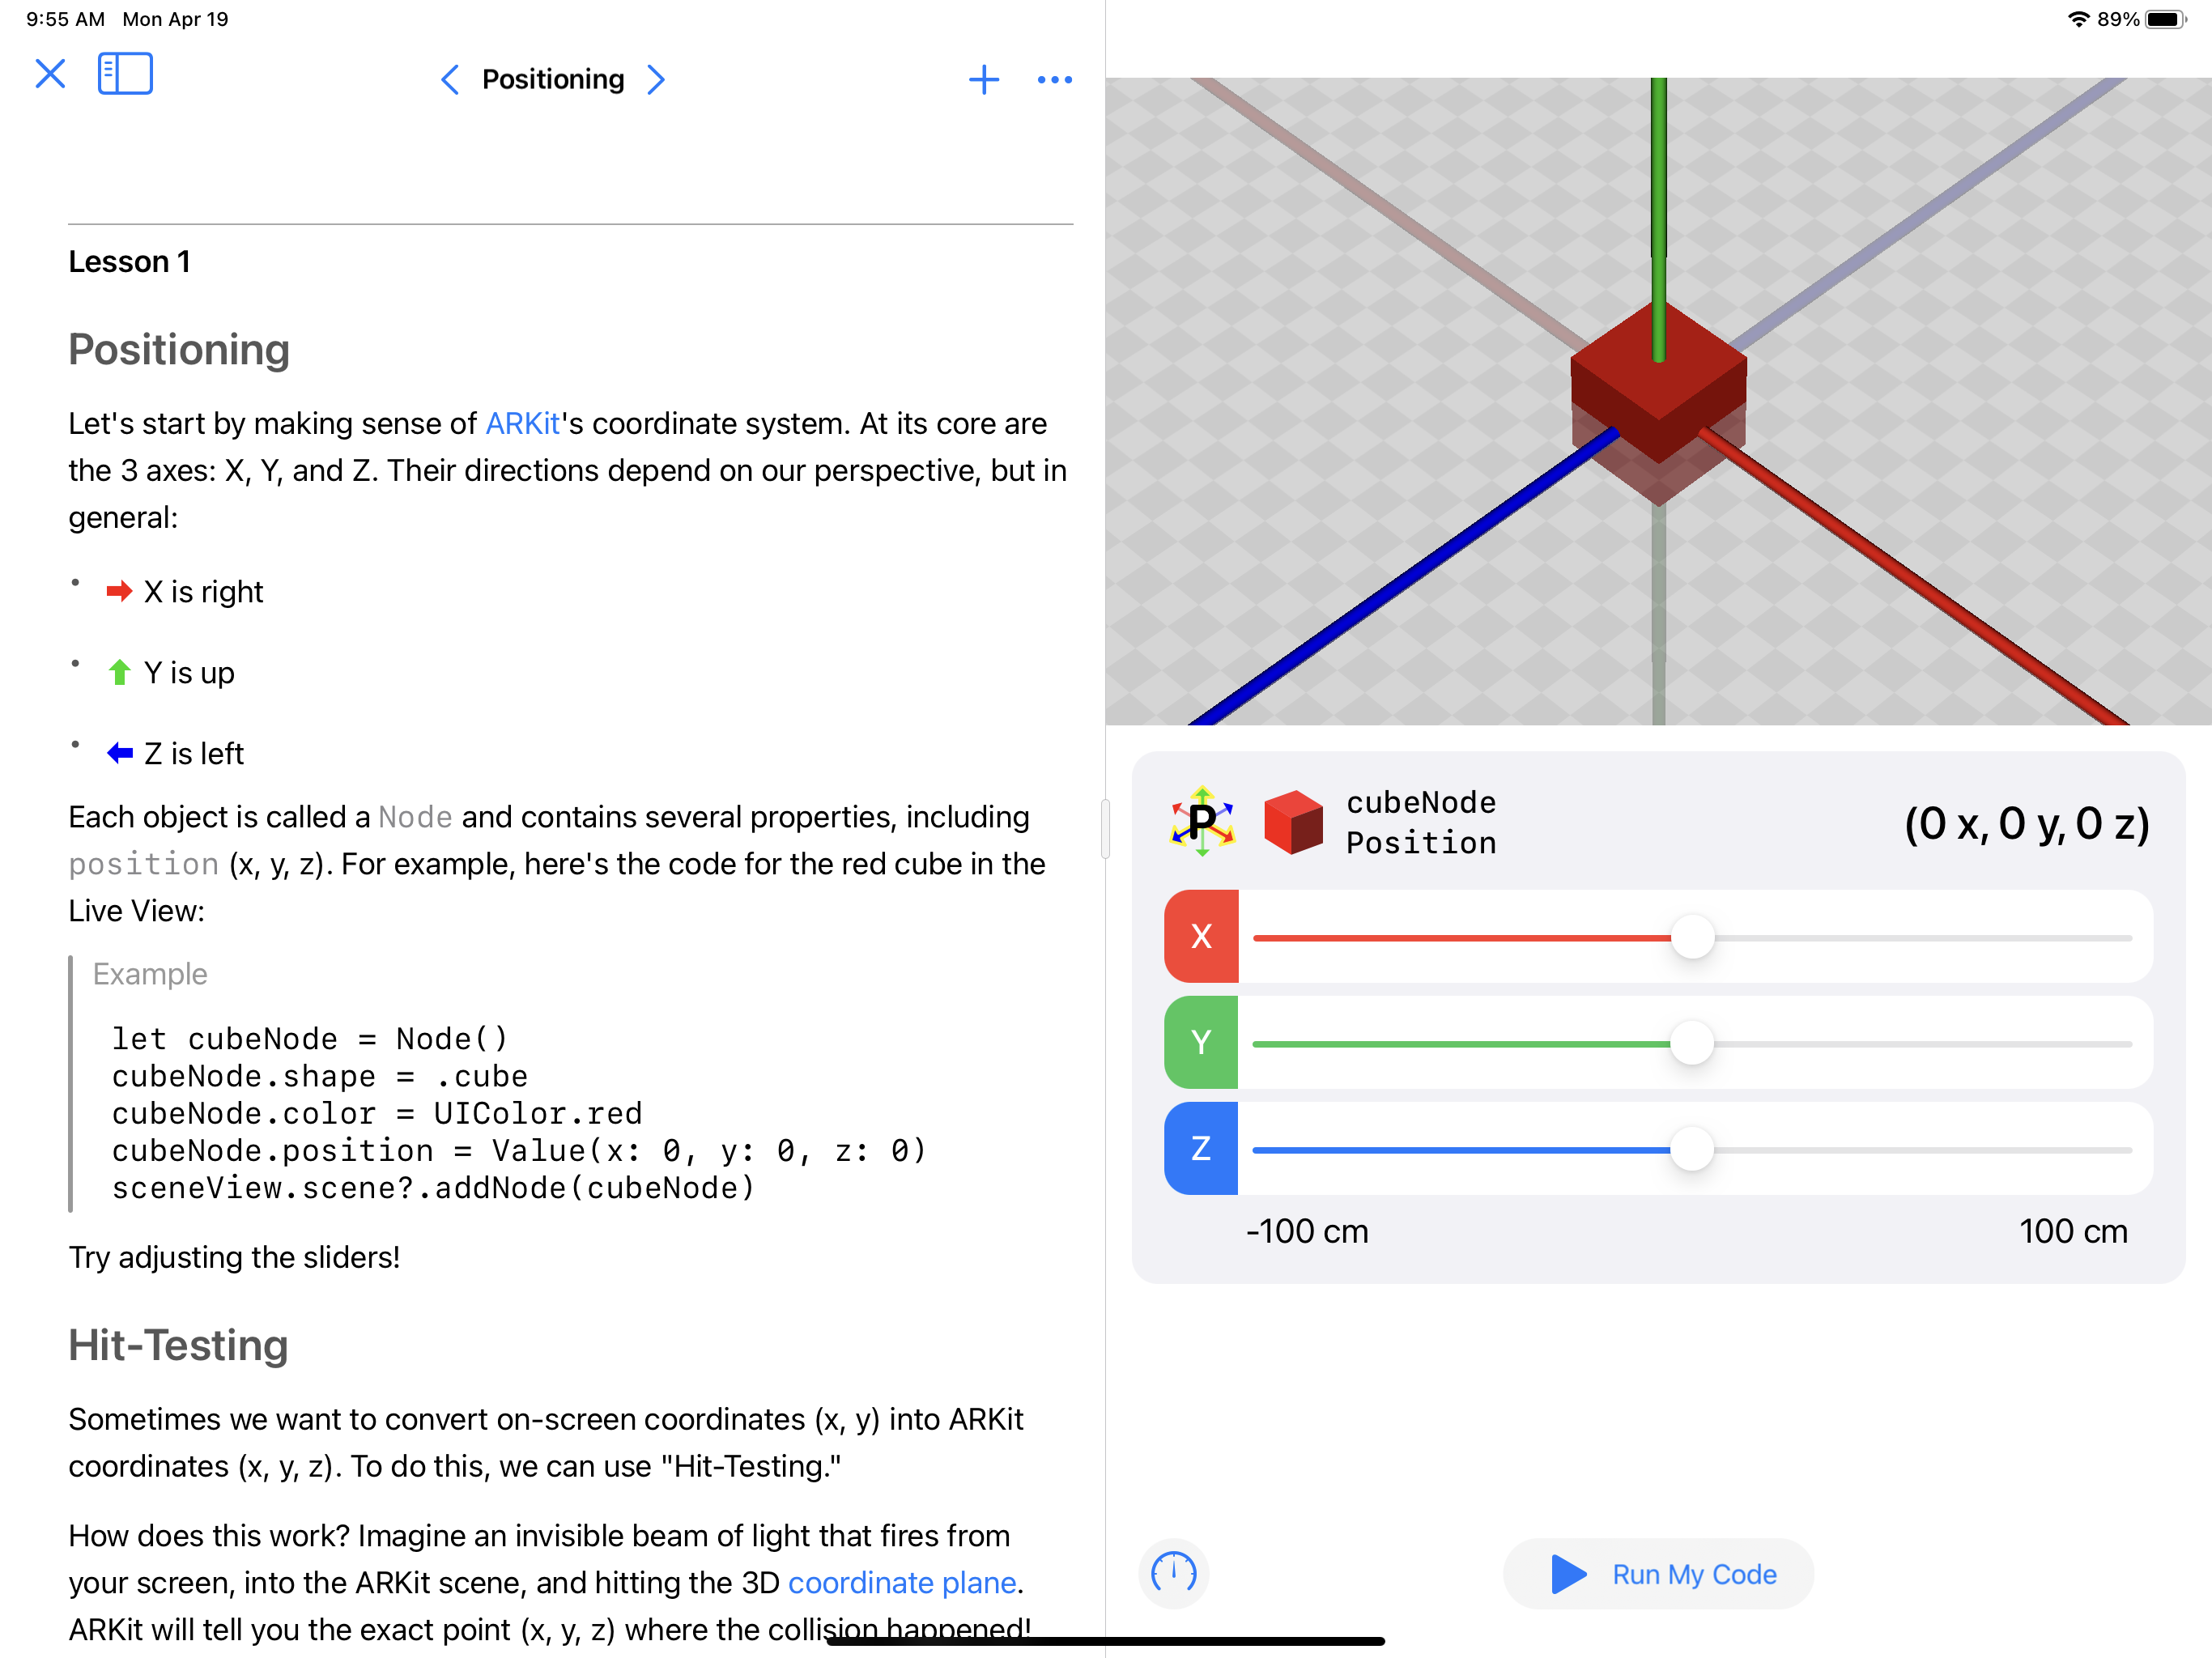 9:55 AM Mon Apr 19
89%
Positioning
Lesson 1
Positioning
Let's start by making sense of ARKit's coordinate system. At its core are
the 3 axes: X, Y, and Z. Their directions depend on our perspective, but in
general:
X is right
Y is up
Z is left
Each object is called a Node and contains several properties, including
position (x, y, z). For example, here's the code for the red cube in the
Live View:
Example
let cubeNode = Node()
cubeNode.shape = .cube
cubeNode.color = UIColor.red
cubeNode.position = Value(x: 0, y: 0, z: 0)
sceneView.scene?.addNode(cubeNode)
Try adjusting the sliders!
Hit-Testing
Sometimes we want to convert on-screen coordinates (x, y) into ARKit
coordinates (x, y, z). To do this, we can use "Hit-Testing."
How does this work? Imagine an invisible beam of light that fires from
your screen, into the ARKit scene, and hitting the 3D coordinate plane.
ARKit will tell you the exact point (x, y, z) where the collision happened!
P
cubeNode
Position
(0 x, 0 y, 0 z)
X
Y
Z
-100 cm
100 cm
Run My Code